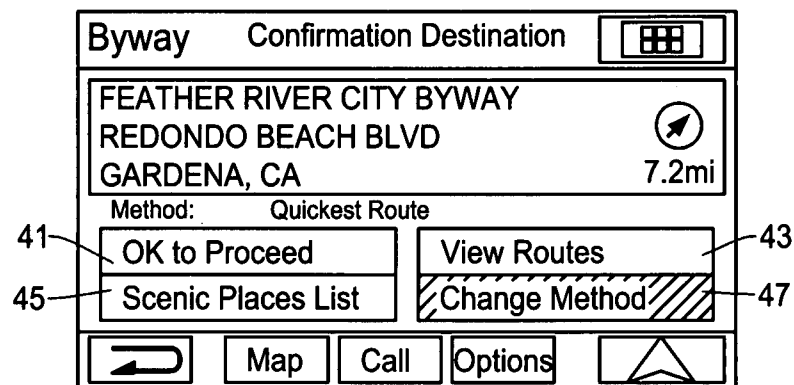 Byway Confirmation Destination
FEATHER RIVER CITY BYWAY
REDONDO BEACH BLVD
GARDENA, CA 7.2mi
Method: Quickest Route
41 OK to Proceed View Routes 43
45 Scenic Places List Change Method 47
Map Call Options